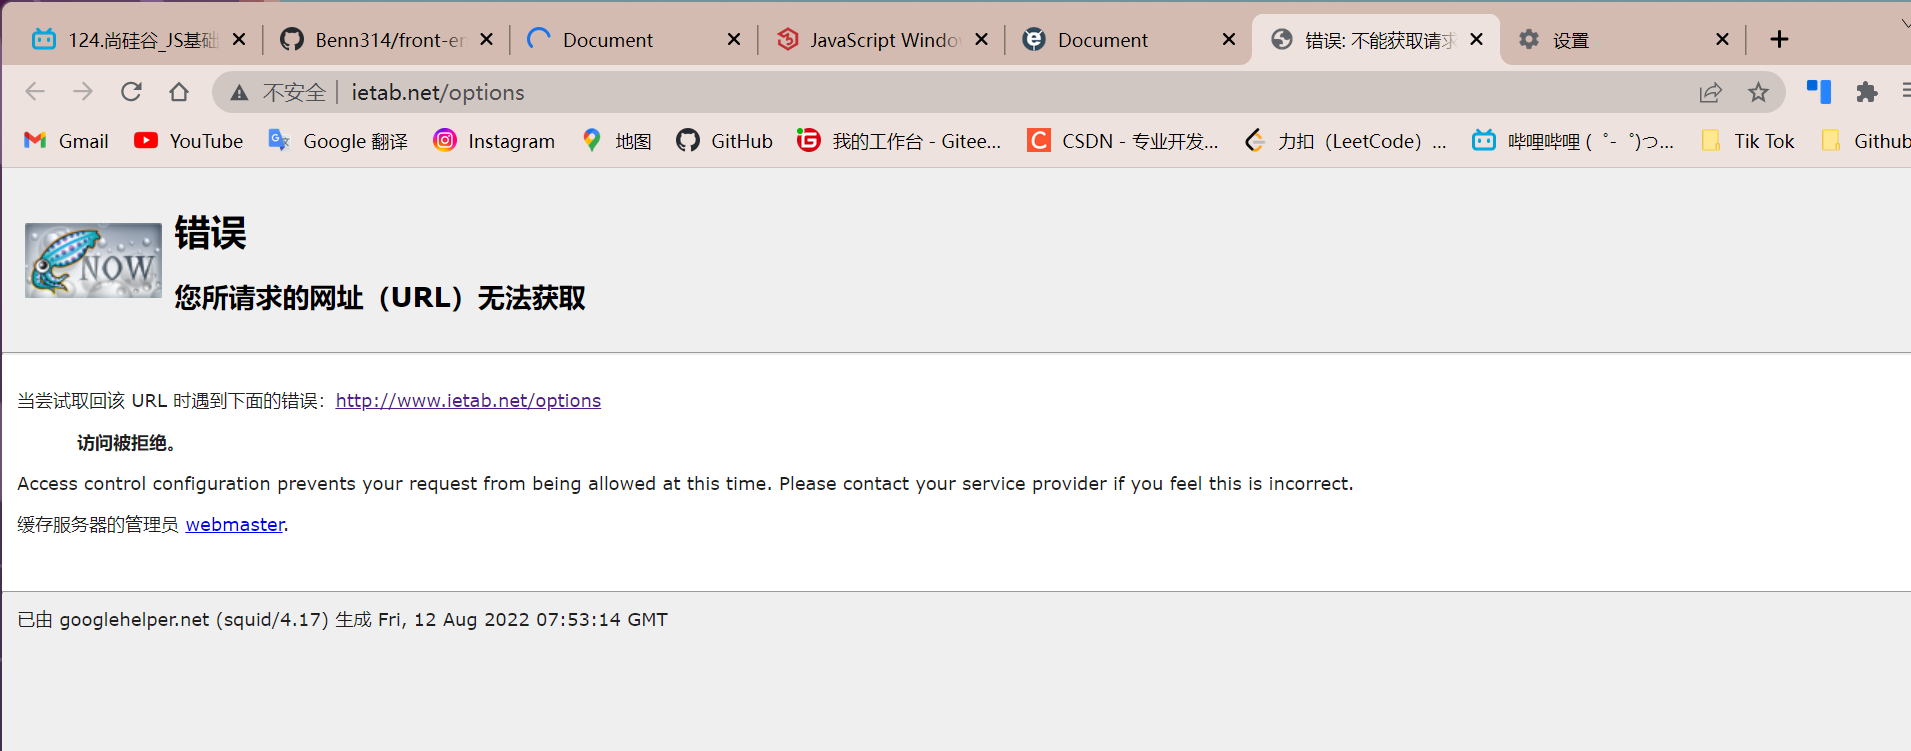 124.尚硅谷_JS基础
Benn314/front-en
Document
JavaScript Windo
Document
错误: 不能获取请求
设置
不安全 ietab.net/options
Gmail
YouTube
Google 翻译
Instagram
地图
GitHub
我的工作台 - Gitee...
CSDN - 专业开发...
力扣（LeetCode）...
哔哩哔哩 ( ゜- ゜)つ...
Tik Tok
Github
NOW
错误
您所请求的网址（URL）无法获取
当尝试取回该 URL 时遇到下面的错误： http://www.ietab.net/options
访问被拒绝。
Access control configuration prevents your request from being allowed at this time. Please contact your service provider if you feel this is incorrect.
缓存服务器的管理员 webmaster.
已由 googlehelper.net (squid/4.17) 生成 Fri, 12 Aug 2022 07:53:14 GMT